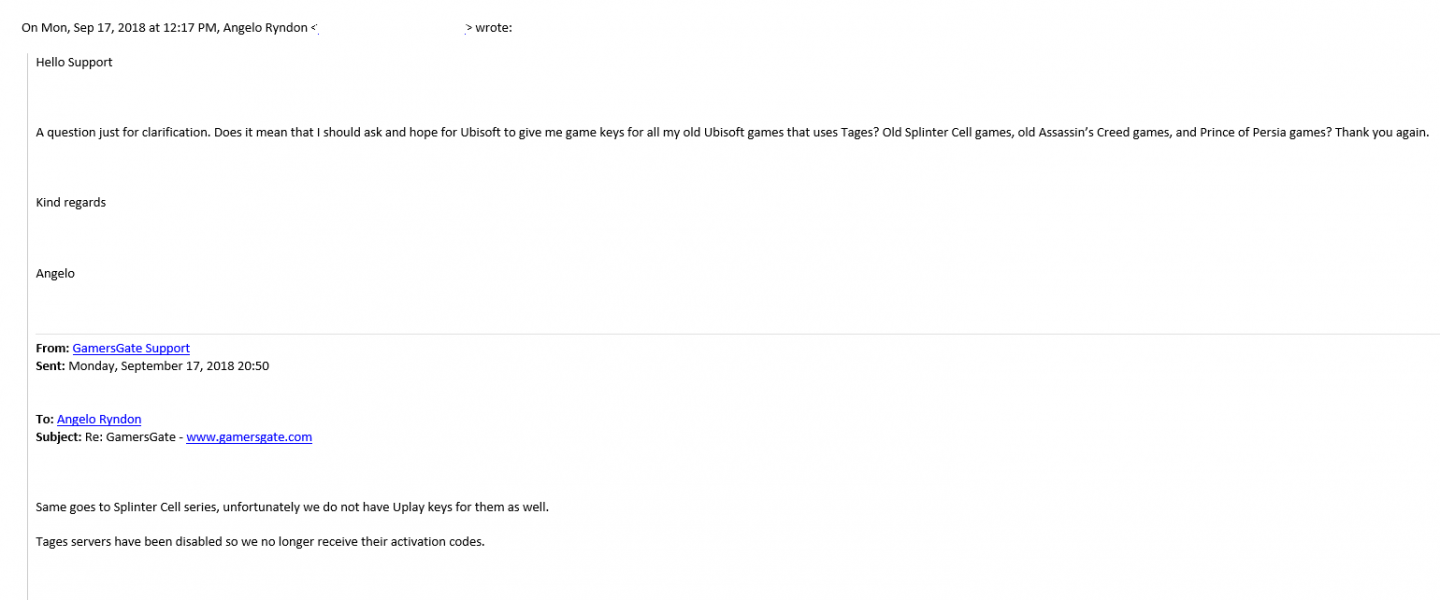 On Mon, Sep 17, 2018 at 12:17 PM, Angelo Ryndon < > wrote:
Hello Support
A question just for clarification. Does it mean that I should ask and hope for Ubisoft to give me game keys for all my old Ubisoft games that uses Tages? Old Splinter Cell games, old Assassin's Creed games, and Prince of Persia games? Thank you again.
Kind regards
Angelo
From: GamersGate Support
Sent: Monday, September 17, 2018 20:50
To: Angelo Ryndon
Subject: Re: GamersGate - www.gamersgate.com
Same goes to Splinter Cell series, unfortunately we do not have Uplay keys for them as well.
Tages servers have been disabled so we no longer receive their activation codes.